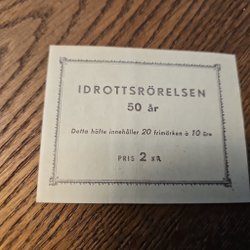 IDROTTSRÖRELSEN
50 år
Detta häfte innehåller 20 frimärken à 10 öre
PRIS 2 KR